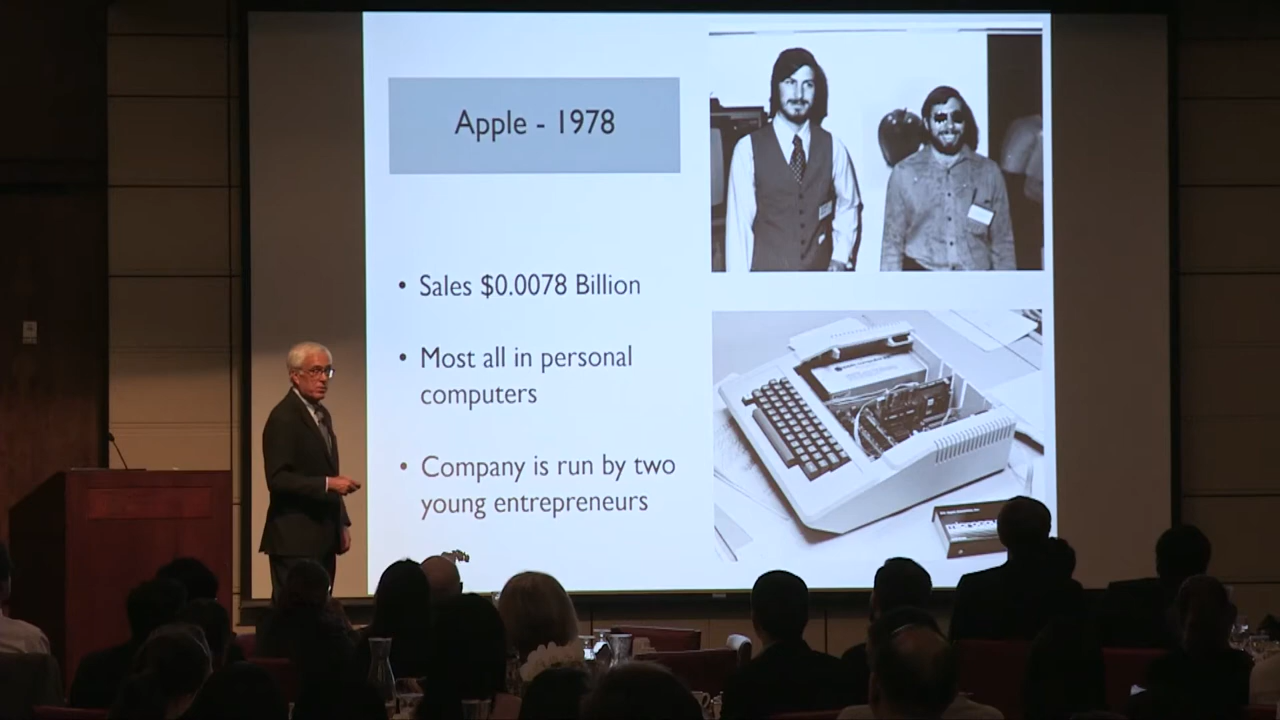 Apple - 1978
• Sales $0.0078 Billion
• Most all in personal
computers
• Company is run by two
young entrepreneurs